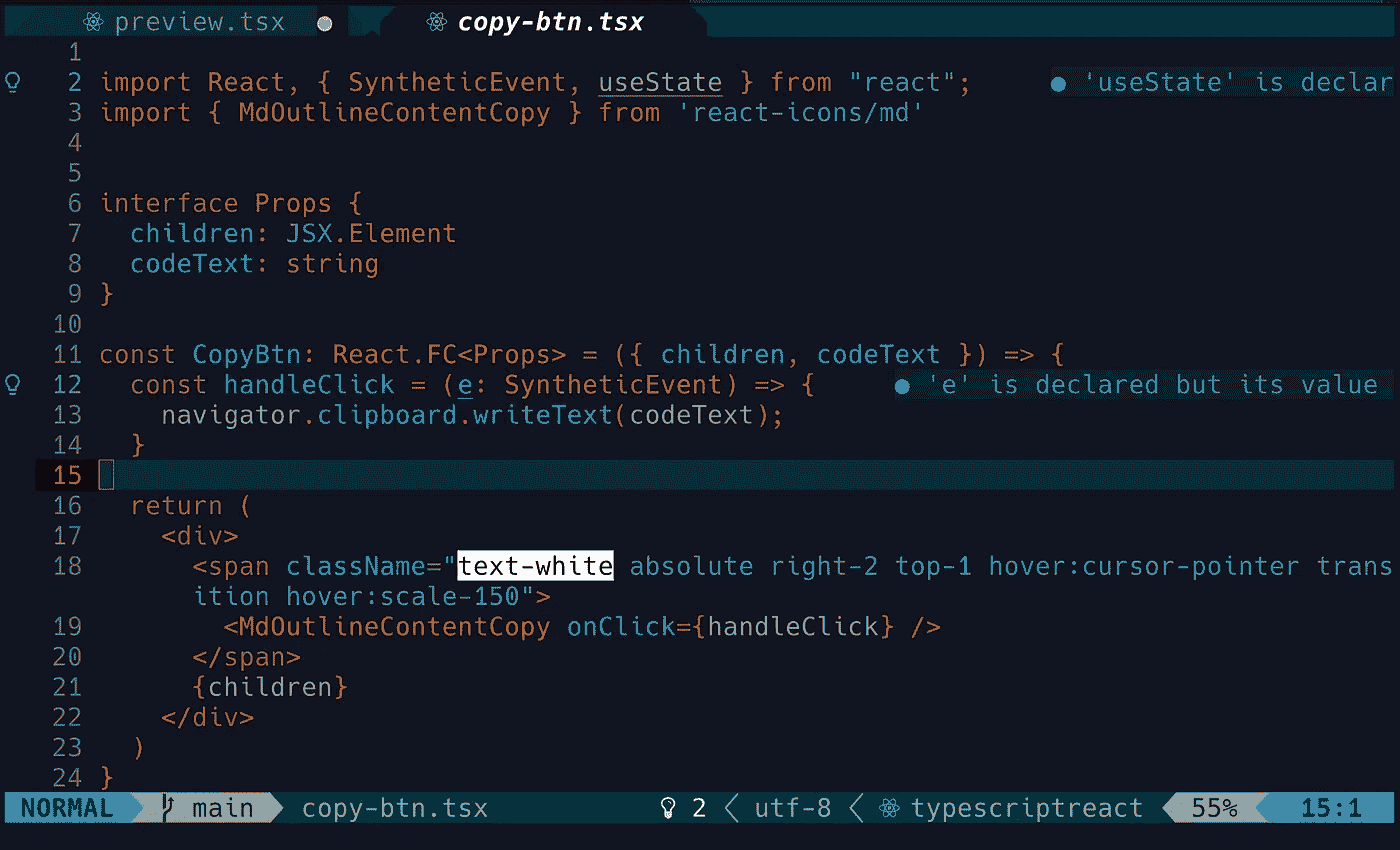 preview.tsx ● copy-btn.tsx
1
2 import React, { SyntheticEvent, useState } from "react"; ● 'useState' is declar
3 import { MdOutlineContentCopy } from 'react-icons/md'
4
5
6 interface Props {
7   children: JSX.Element
8   codeText: string
9 }
10
11 const CopyBtn: React.FC<Props> = ({ children, codeText }) => {
12   const handleClick = (e: SyntheticEvent) => { ● 'e' is declared but its value
13     navigator.clipboard.writeText(codeText);
14   }
15
16   return (
17     <div>
18       <span className="text-white absolute right-2 top-1 hover:cursor-pointer trans
ition hover:scale-150">
19         <MdOutlineContentCopy onClick={handleClick} />
20       </span>
21       {children}
22     </div>
23   )
24 }
NORMAL main copy-btn.tsx 2 utf-8 typescriptreact 55% 15:1